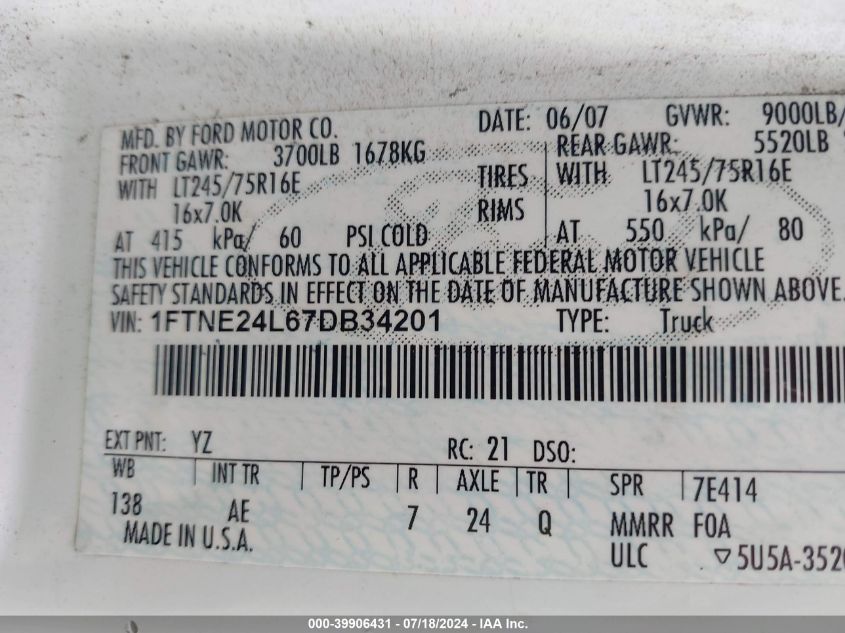 MFD. BY FORD MOTOR CO. DATE: 06/07 GVWR: 9000LB/
FRONT GAWR: 3700LB 1678KG REAR GAWR: 5520LB
WITH LT245/75R16E TIRES WITH LT245/75R16E
16x7.0K RIMS 16x7.0K
AT 415 kPa/ 60 PSI COLD AT 550 kPa/ 80
THIS VEHICLE CONFORMS TO ALL APPLICABLE FEDERAL MOTOR VEHICLE
SAFETY STANDARDS IN EFFECT ON THE DATE OF MANUFACTURE SHOWN ABOVE.
VIN: 1FTNE24L67DB34201 TYPE: Truck
EXT PNT: YZ RC: 21 DSO:
WB INT TR TP/PS R AXLE TR SPR 7E414
138 AE 7 24 Q MMRR FOA
MADE IN U.S.A. ULC ▽5U5A-3520
000-39906431 - 07/18/2024 - IAA Inc.